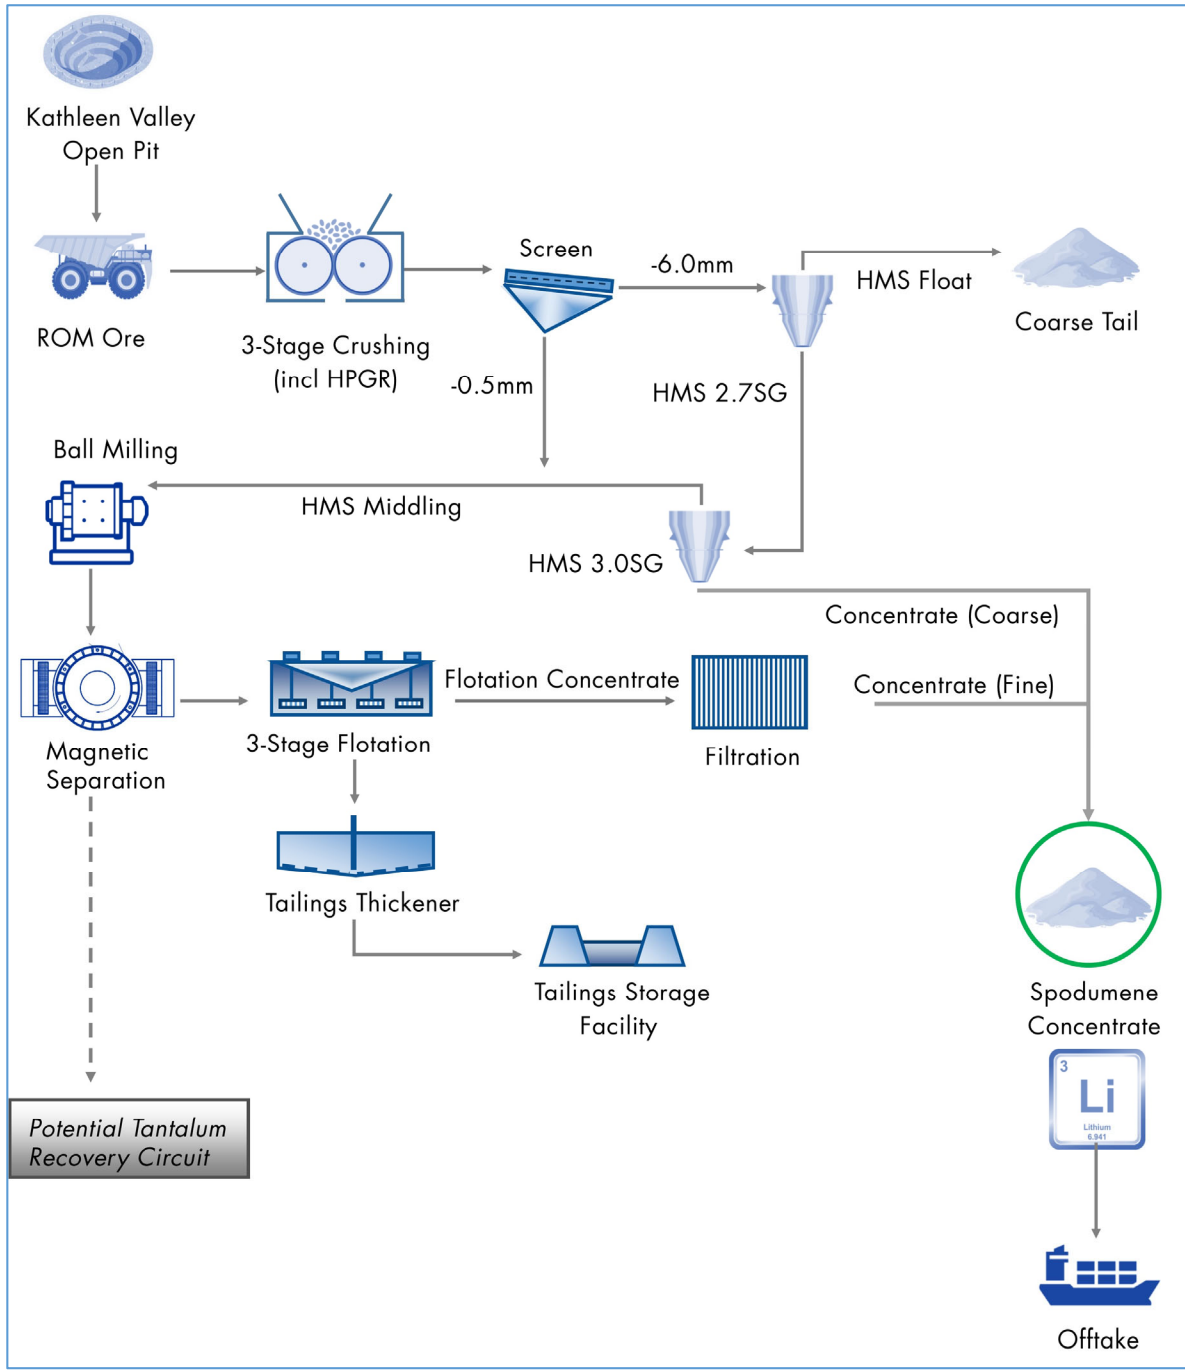 Kathleen Valley
Open Pit
ROM Ore
3-Stage Crushing
(incl HPGR)
Screen
-6.0mm
-0.5mm
HMS Float
Coarse Tail
HMS 2.7SG
Ball Milling
HMS Middling
HMS 3.0SG
Concentrate (Coarse)
Magnetic
Separation
3-Stage Flotation
Flotation Concentrate
Filtration
Concentrate (Fine)
Tailings Thickener
Tailings Storage
Facility
Spodumene
Concentrate
3
Li
Lithium
6.941
Potential Tantalum
Recovery Circuit
Offtake